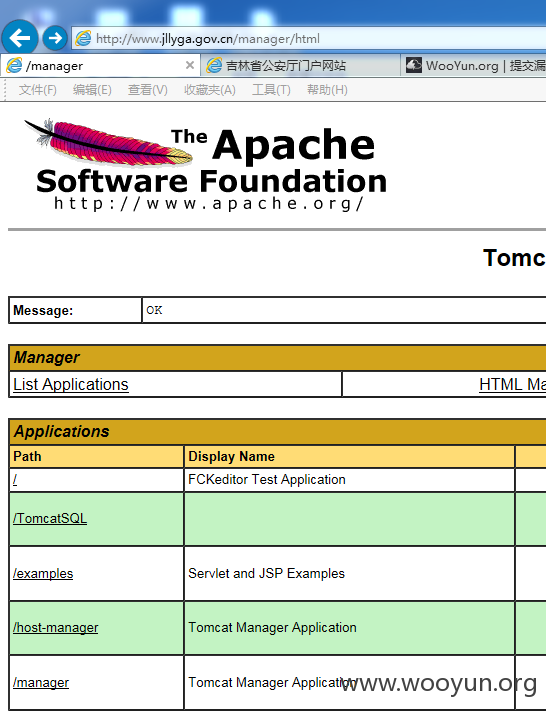 http://www.jllyga.gov.cn/manager/html
/manager
吉林省公安厅门户网站
WooYun.org | 提交漏
文件(F) 编辑(E) 查看(V) 收藏夹(A) 工具(T) 帮助(H)
The Apache
Software Foundation
http://www.apache.org/
Tomc
Message: OK
Manager
List Applications HTML Ma
Applications
Path Display Name
/ FCKeditor Test Application
/TomcatSQL
/examples Servlet and JSP Examples
/host-manager Tomcat Manager Application
/manager Tomcat Manager Application
www.wooyun.org